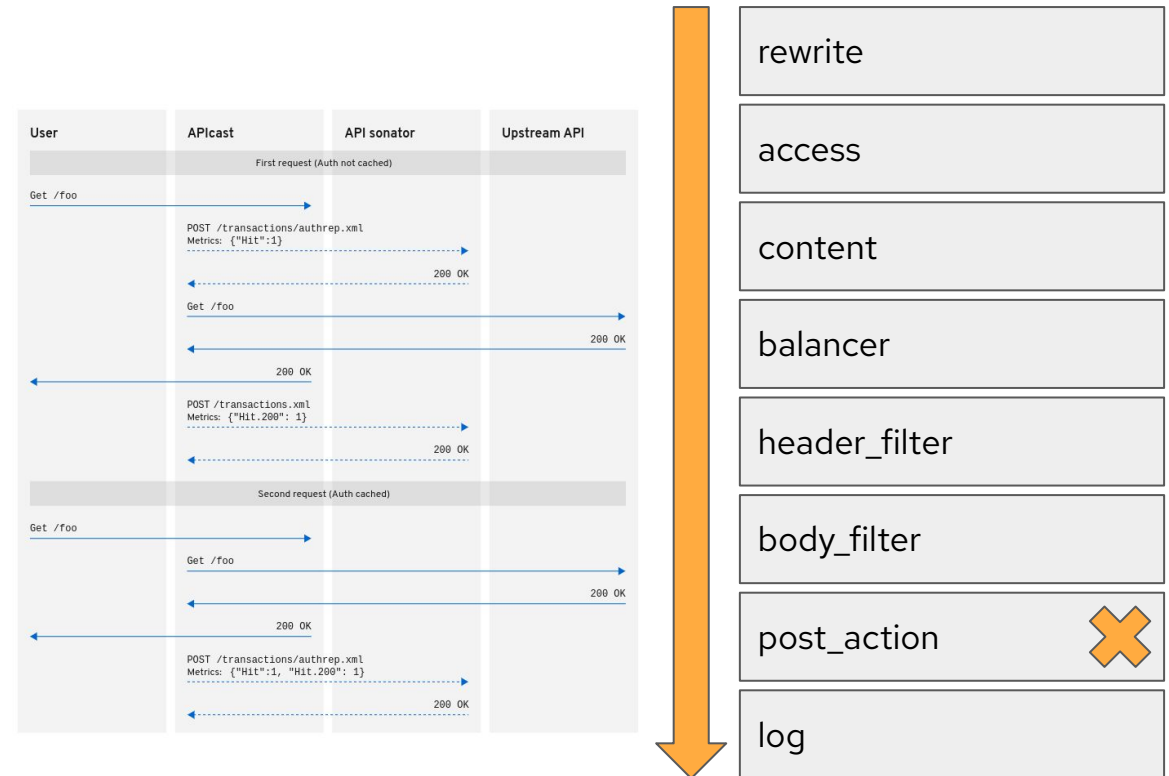 User
APIcast
API sonator
Upstream API
First request (Auth not cached)
Get /foo
POST /transactions/authrep.xml
Metrics: {"Hit":1}
200 OK
Get /foo
200 OK
200 OK
POST /transactions.xml
Metrics: {"Hit.200": 1}
200 OK
Second request (Auth cached)
Get /foo
Get /foo
200 OK
200 OK
POST /transactions/authrep.xml
Metrics: {"Hit":1, "Hit.200": 1}
200 OK
rewrite
access
content
balancer
header_filter
body_filter
post_action
log